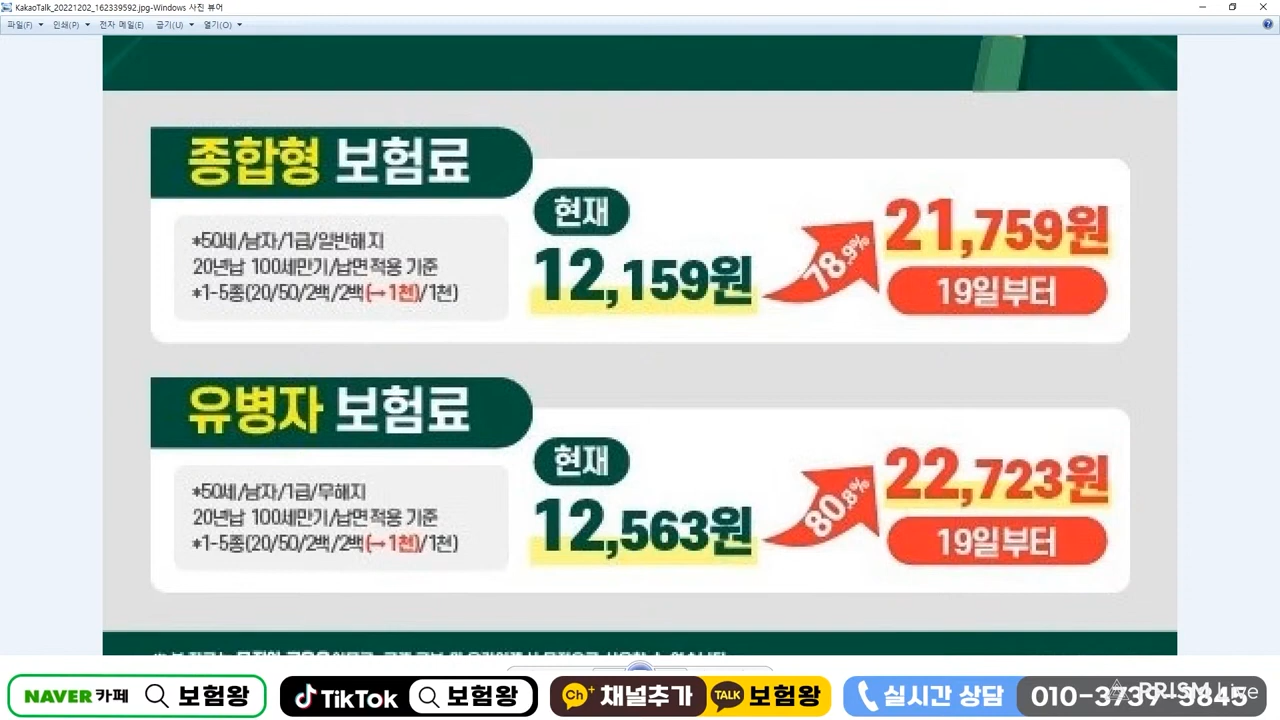 KakaoTalk_20221202_162339592.jpg-Windows 사진 뷰어
파일(F) 인쇄(P) 전자 메일(E) 굽기(U) 열기(O)
종합형 보험료
*50세/남자/1급/일반해지
20년납 100세만기/납면적용 기준
*1-5종(20/50/2백/2백(→1천)/1천)
현재
12,159원
78.9%
21,759원
19일부터
유병자 보험료
*50세/남자/1급/무해지
20년납 100세만기/납면적용 기준
*1-5종(20/50/2백/2백(→1천)/1천)
현재
12,563원
80.8%
22,723원
19일부터
NAVER 카페 보험왕
TikTok 보험왕
Ch+ 채널추가 TALK 보험왕
실시간 상담 010-3739-5845
PRISM Live